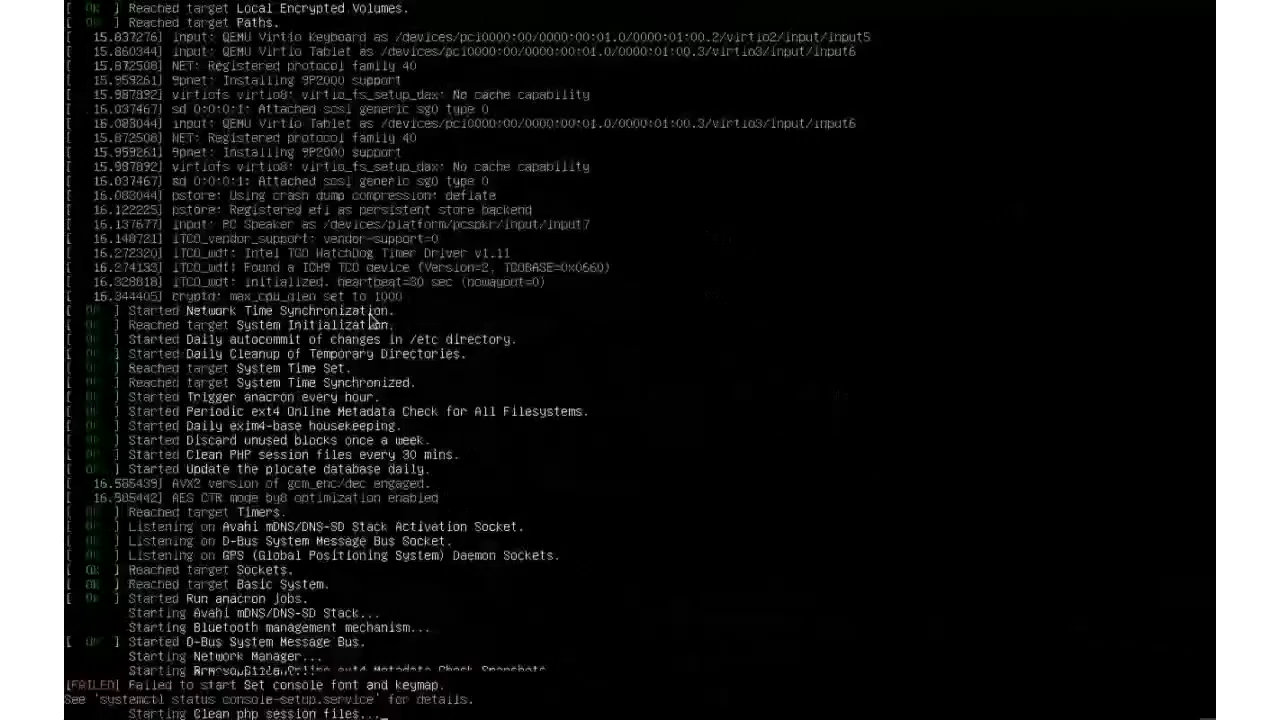 [ OK ] Reached target Local Encrypted Volumes.
[ OK ] Reached target Paths.
[ 15.837276] input: QEMU Virtio Keyboard as /devices/pci0000:00/0000:00:01.0/0000:01:00.2/virtio2/input/input5
[ 15.860344] input: QEMU Virtio Tablet as /devices/pci0000:00/0000:00:01.0/0000:01:00.3/virtio3/input/input6
[ 15.872508] NET: Registered protocol family 40
[ 15.959261] 9pnet: Installing 9P2000 support
[ 15.987892] virtiofs virtio8: virtio_fs_setup_dax: No cache capability
[ 16.037467] sd 0:0:0:1: Attached scsi generic sg0 type 0
[ 16.083044] input: QEMU Virtio Tablet as /devices/pci0000:00/0000:00:01.0/0000:01:00.3/virtio3/input/input6
[ 15.872508] NET: Registered protocol family 40
[ 15.959261] 9pnet: Installing 9P2000 support
[ 15.987892] virtiofs virtio8: virtio_fs_setup_dax: No cache capability
[ 16.037467] sd 0:0:0:1: Attached scsi generic sg0 type 0
[ 16.083044] pstore: Using crash dump compression: deflate
[ 16.122225] pstore: Registered efi as persistent store backend
[ 16.137677] input: PC Speaker as /devices/platform/pcspkr/input/input7
[ 16.148721] iTCO_vendor_support: vendor-support=0
[ 16.272320] iTCO_wdt: Intel TCO WatchDog Timer Driver v1.11
[ 16.274133] iTCO_wdt: Found a ICH9 TCO device (Version=2, TCOBASE=0x0660)
[ 16.328818] iTCO_wdt: initialized. heartbeat=30 sec (nowayout=0)
[ 16.344405] cryptd: max_cpu_qlen set to 1000
[ OK ] Started Network Time Synchronization.
[ OK ] Reached target System Initialization.
[ OK ] Started Daily autocommit of changes in /etc directory.
[ OK ] Started Daily Cleanup of Temporary Directories.
[ OK ] Reached target System Time Set.
[ OK ] Reached target System Time Synchronized.
[ OK ] Started Trigger anacron every hour.
[ OK ] Started Periodic ext4 Online Metadata Check for All Filesystems.
[ OK ] Started Daily exim4-base housekeeping.
[ OK ] Started Discard unused blocks once a week.
[ OK ] Started Clean PHP session files every 30 mins.
[ OK ] Started Update the plocate database daily.
[ 16.585439] AVX2 version of gcm_enc/dec engaged.
[ 16.585442] AES CTR mode by8 optimization enabled
[ OK ] Reached target Timers.
[ OK ] Listening on Avahi mDNS/DNS-SD Stack Activation Socket.
[ OK ] Listening on D-Bus System Message Bus Socket.
[ OK ] Listening on GPS (Global Positioning System) Daemon Sockets.
[ OK ] Reached target Sockets.
[ OK ] Reached target Basic System.
[ OK ] Started Run anacron jobs.
Starting Avahi mDNS/DNS-SD Stack...
Starting Bluetooth management mechanism...
[ OK ] Started D-Bus System Message Bus.
Starting Network Manager...
Starting Online ext4 Metadata Check Snapshots
[FAILED] Failed to start Set console font and keymap.
See 'systemctl status console-setup.service' for details.
Starting Clean php session files..._